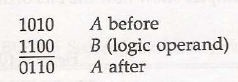 1010 A before
1100 B (logic operand)
0110 A after